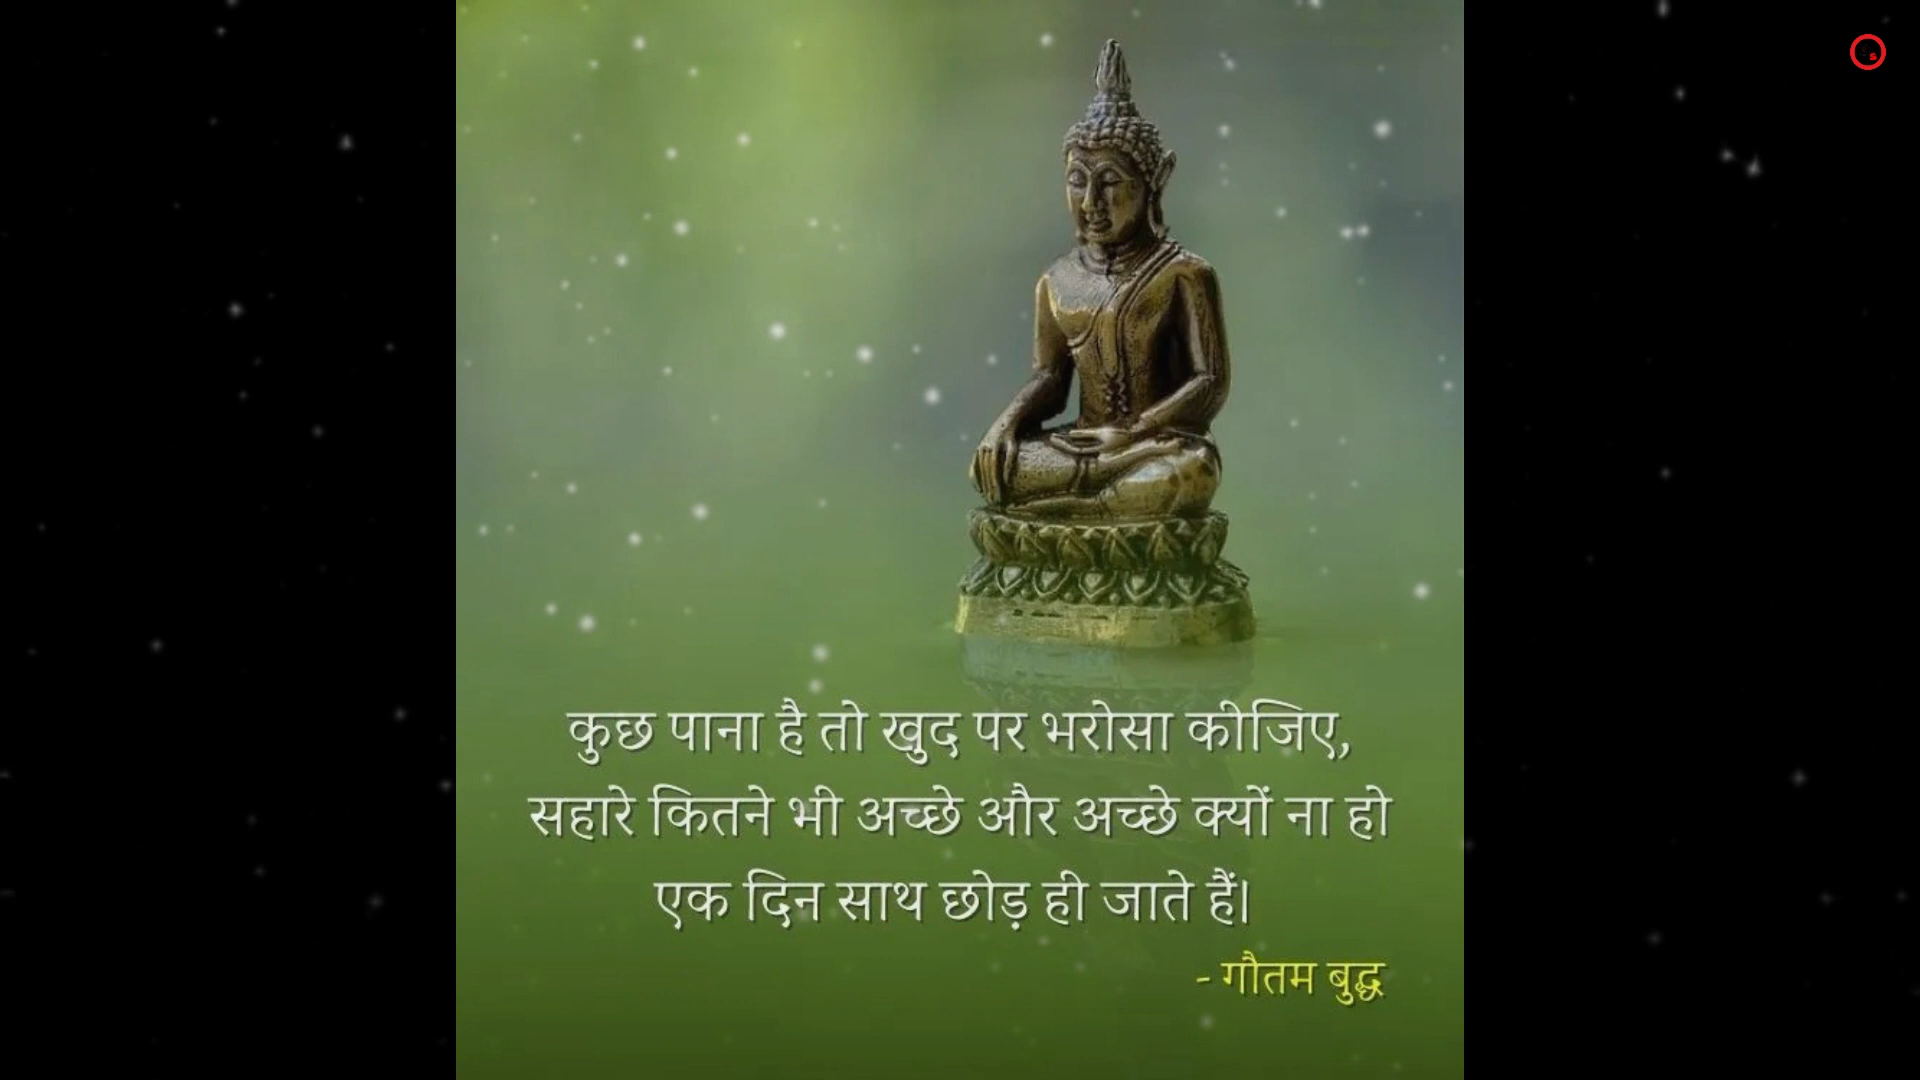 कुछ पाना है तो खुद पर भरोसा कीजिए,
सहारे कितने भी अच्छे और अच्छे क्यों ना हो
एक दिन साथ छोड़ ही जाते हैं।
- गौतम बुद्ध